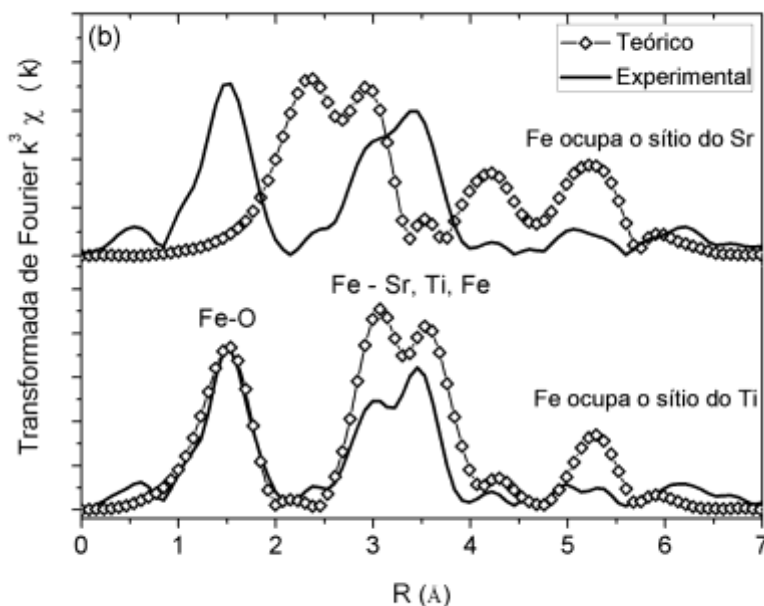 (b)
Teórico
Experimental
Fe ocupa o sítio do Sr
Fe - Sr, Ti, Fe
Fe-O
Fe ocupa o sítio do Ti
Transformada de Fourier k³ χ (k)
0 1 2 3 4 5 6 7
R (Å)